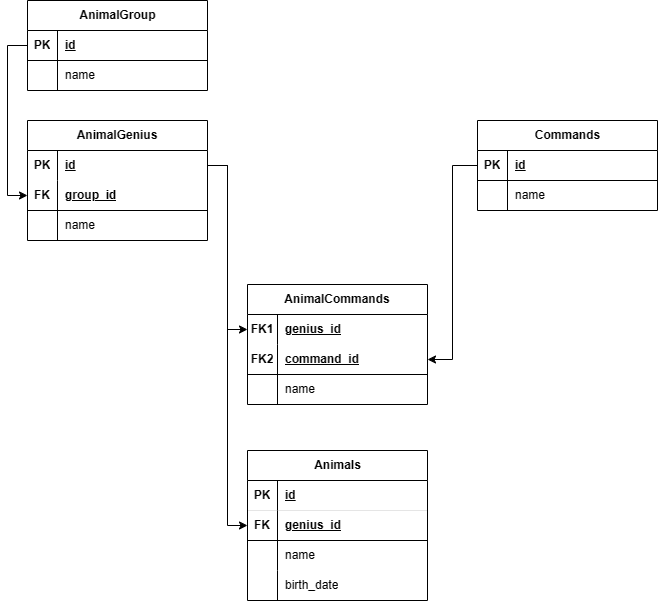 AnimalGroup
PK id
name
AnimalGenius
PK id
FK group_id
name
Commands
PK id
name
AnimalCommands
FK1 genius_id
FK2 command_id
name
Animals
PK id
FK genius_id
name
birth_date